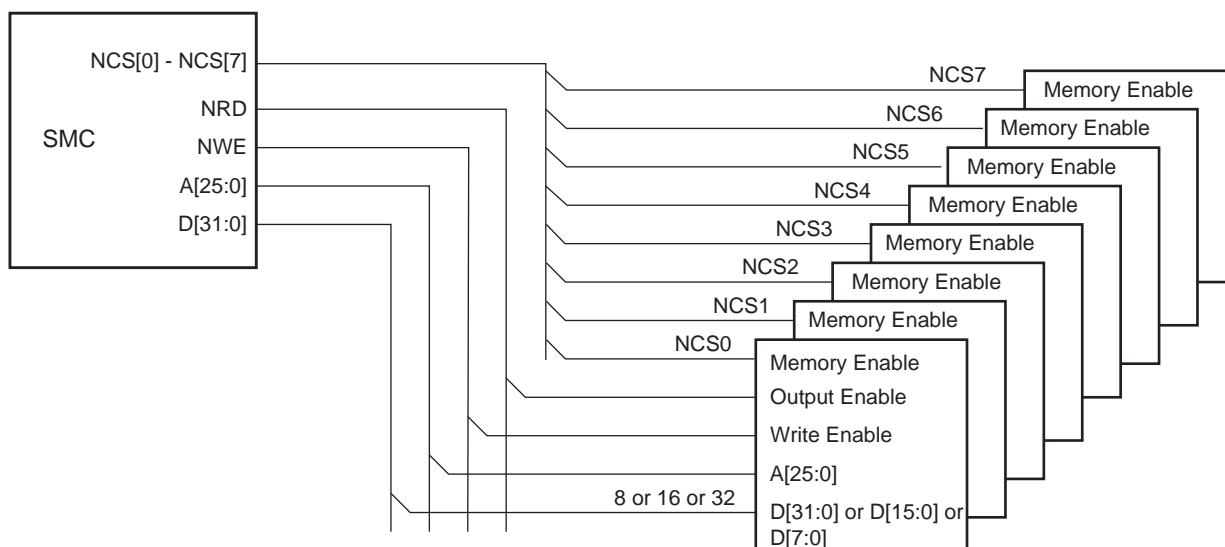 NCS[0] - NCS[7]
NRD
SMC
NWE
A[25:0]
D[31:0]
NCS7
Memory Enable
NCS6
Memory Enable
NCS5
Memory Enable
NCS4
Memory Enable
NCS3
Memory Enable
NCS2
Memory Enable
NCS1
Memory Enable
NCS0
Memory Enable
Output Enable
Write Enable
A[25:0]
8 or 16 or 32
D[31:0] or D[15:0] or
D[7:0]